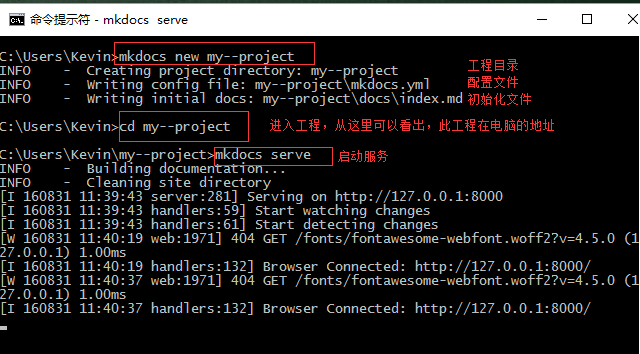 命令提示符 - mkdocs  serve
C:\Users\Kevin>mkdocs new my--project
INFO    -  Creating project directory: my--project 工程目录
INFO    -  Writing config file: my--project\mkdocs.yml 配置文件
INFO    -  Writing initial docs: my--project\docs\index.md 初始化文件
C:\Users\Kevin>cd my--project 进入工程，从这里可以看出，此工程在电脑的地址
C:\Users\Kevin\my--project>mkdocs serve 启动服务
INFO    -  Building documentation...
INFO    -  Cleaning site directory
[I 160831 11:39:43 server:281] Serving on http://127.0.0.1:8000
[I 160831 11:39:43 handlers:59] Start watching changes
[I 160831 11:39:43 handlers:61] Start detecting changes
[W 160831 11:40:19 web:1971] 404 GET /fonts/fontawesome-webfont.woff2?v=4.5.0 (1
27.0.0.1) 1.00ms
[I 160831 11:40:19 handlers:132] Browser Connected: http://127.0.0.1:8000/
[W 160831 11:40:37 web:1971] 404 GET /fonts/fontawesome-webfont.woff2?v=4.5.0 (1
27.0.0.1) 1.00ms
[I 160831 11:40:37 handlers:132] Browser Connected: http://127.0.0.1:8000/